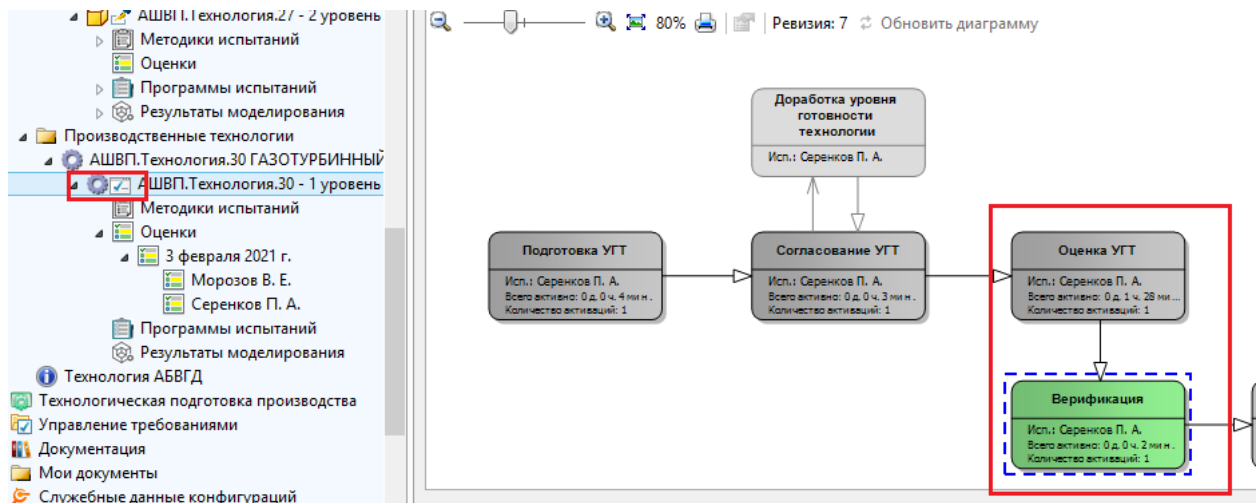 АШВП.Технология.27 - 2 уровень
Методики испытаний
Оценки
Программы испытаний
Результаты моделирования
Производственные технологии
АШВП.Технология.30 ГАЗОТУРБИННЫЙ
АШВП.Технология.30 - 1 уровень
Методики испытаний
Оценки
3 февраля 2021 г.
Морозов В. Е.
Серенков П. А.
Программы испытаний
Результаты моделирования
Технология АБВГД
Технологическая подготовка производства
Управление требованиями
Документация
Мои документы
Служебные данные конфигураций
80% Ревизия: 7 Обновить диаграмму
Доработка уровня
готовности
технологии
Исп.: Серенков П. А.
Подготовка УГТ
Исп.: Серенков П. А.
Всего активно: 0 д. 0 ч. 4 мин.
Количество активаций: 1
Согласование УГТ
Исп.: Серенков П. А.
Всего активно: 0 д. 0 ч. 3 мин.
Количество активаций: 1
Оценка УГТ
Исп.: Серенков П. А.
Всего активно: 0 д. 1 ч. 28 ми...
Количество активаций: 1
Верификация
Исп.: Серенков П. А.
Всего активно: 0 д. 0 ч. 2 мин.
Количество активаций: 1